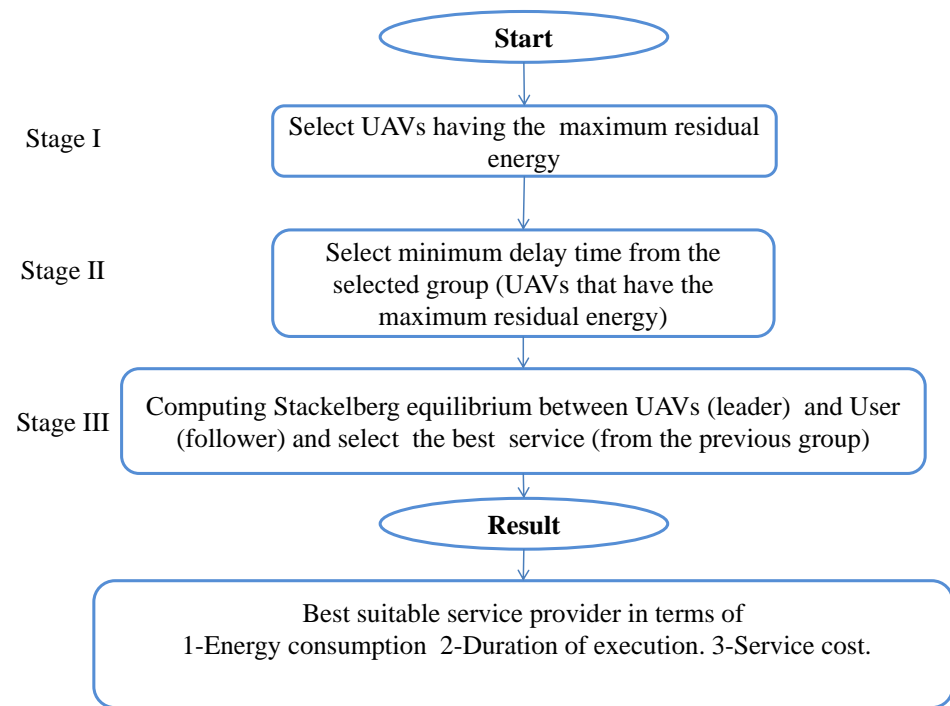 Start
Stage I
Select UAVs having the maximum residual
energy
Stage II
Select minimum delay time from the
selected group (UAVs that have the
maximum residual energy)
Stage III
Computing Stackelberg equilibrium between UAVs (leader) and User
(follower) and select the best service (from the previous group)
Result
Best suitable service provider in terms of
1-Energy consumption 2-Duration of execution. 3-Service cost.